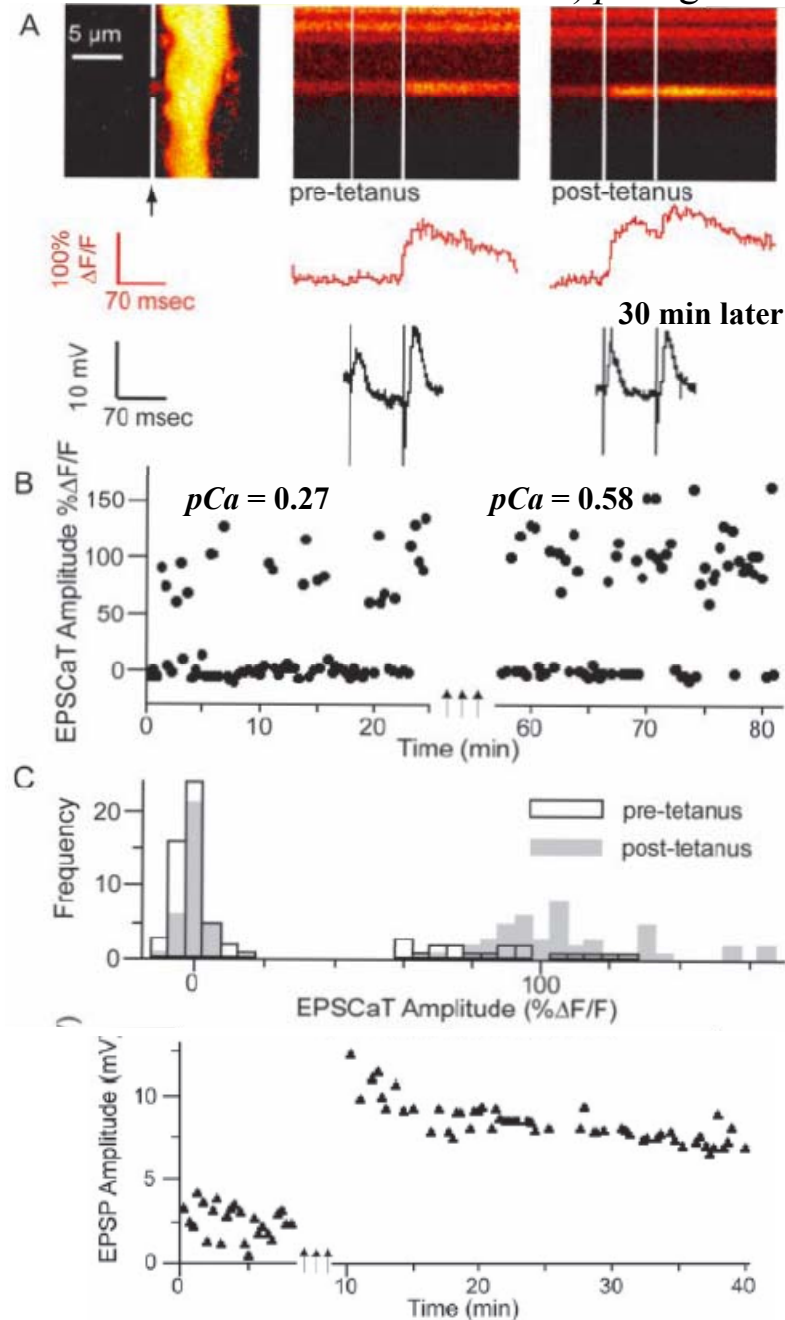 A
5 μm
pre-tetanus
post-tetanus
100%
ΔF/F
70 msec
30 min later
10 mV
70 msec
B
EPSCaT Amplitude %ΔF/F
150
100
50
0
pCa = 0.27
pCa = 0.58
0
10
20
60
70
80
Time (min)
C
Frequency
20
10
0
pre-tetanus
post-tetanus
0
100
EPSCaT Amplitude (%ΔF/F)
EPSP Amplitude (mV)
10
5
0
0
10
20
30
40
Time (min)